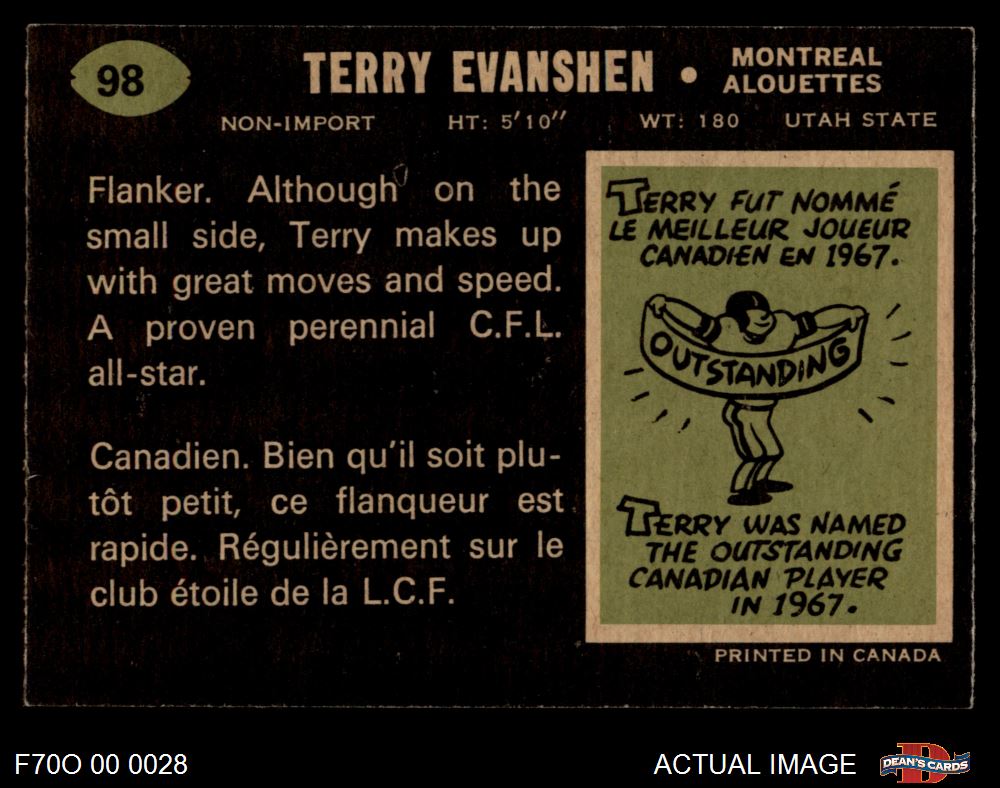 98
TERRY EVANSHEN • MONTREAL ALOUETTES
NON-IMPORT HT: 5'10" WT: 180 UTAH STATE
Flanker. Although on the
small side, Terry makes up
with great moves and speed.
A proven perennial C.F.L.
all-star.
Canadien. Bien qu'il soit plu-
tôt petit, ce flanqueur est
rapide. Régulièrement sur le
club étoile de la L.C.F.
TERRY FUT NOMMÉ
LE MEILLEUR JOUEUR
CANADIEN EN 1967.
OUTSTANDING
TERRY WAS NAMED
THE OUTSTANDING
CANADIAN PLAYER
IN 1967.
PRINTED IN CANADA
F70O 00 0028
ACTUAL IMAGE
D
DEAN'S CARDS